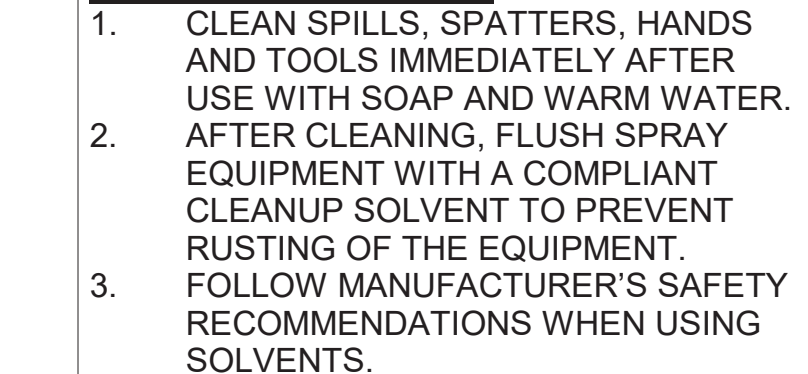 1. CLEAN SPILLS, SPATTERS, HANDS
AND TOOLS IMMEDIATELY AFTER
USE WITH SOAP AND WARM WATER.
2. AFTER CLEANING, FLUSH SPRAY
EQUIPMENT WITH A COMPLIANT
CLEANUP SOLVENT TO PREVENT
RUSTING OF THE EQUIPMENT.
3. FOLLOW MANUFACTURER’S SAFETY
RECOMMENDATIONS WHEN USING
SOLVENTS.